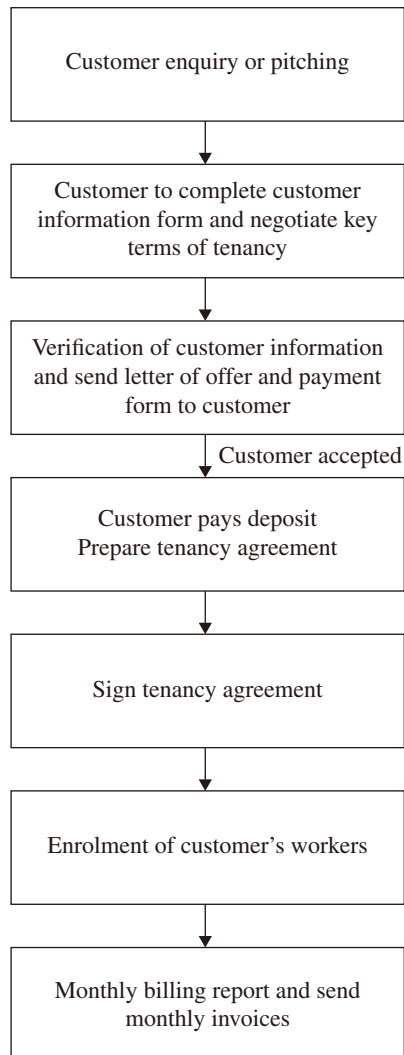 Customer enquiry or pitching
Customer to complete customer
information form and negotiate key
terms of tenancy
Verification of customer information
and send letter of offer and payment
form to customer
Customer accepted
Customer pays deposit
Prepare tenancy agreement
Sign tenancy agreement
Enrolment of customer’s workers
Monthly billing report and send
monthly invoices